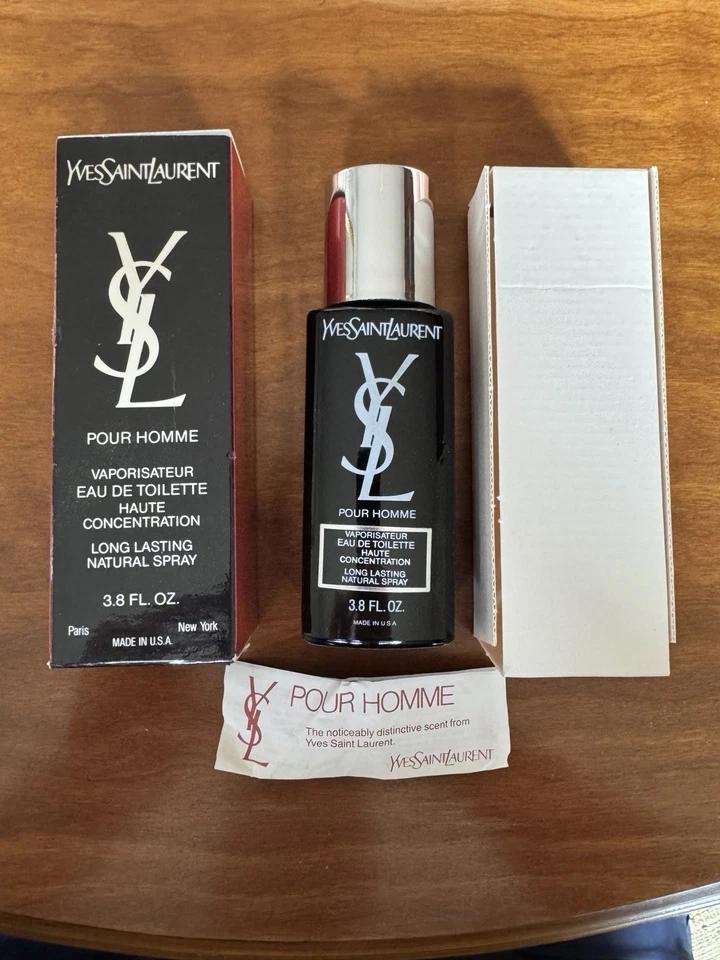 YVESSAINTLAURENT
YSL
POUR HOMME
VAPORISATEUR
EAU DE TOILETTE
HAUTE
CONCENTRATION
LONG LASTING
NATURAL SPRAY
3.8 FL. OZ.
Paris New York
MADE IN U.S.A.
YVESSAINTLAURENT
YSL
POUR HOMME
VAPORISATEUR
EAU DE TOILETTE
HAUTE
CONCENTRATION
LONG LASTING
NATURAL SPRAY
3.8 FL. OZ.
MADE IN U S A
YSL
POUR HOMME
The noticeably distinctive scent from
Yves Saint Laurent.
YVESSAINTLAURENT